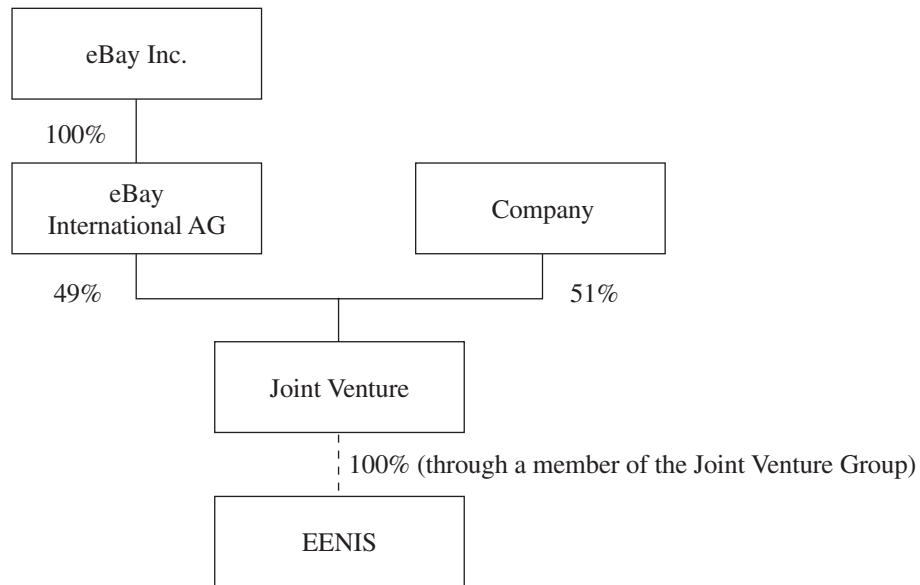 eBay Inc.
100%
eBay
International AG
Company
49%
51%
Joint Venture
100% (through a member of the Joint Venture Group)
EENIS